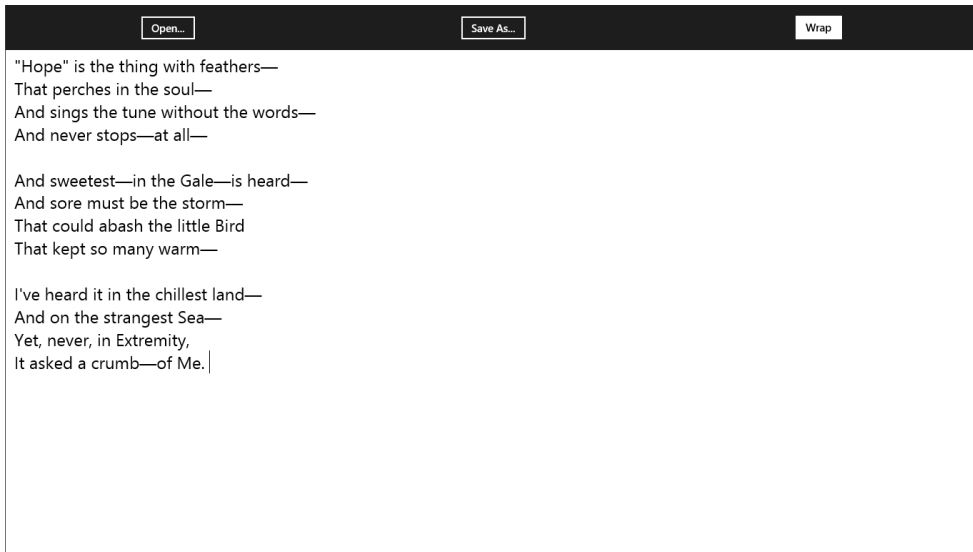 Open... Save As... Wrap
"Hope" is the thing with feathers—
That perches in the soul—
And sings the tune without the words—
And never stops—at all—

And sweetest—in the Gale—is heard—
And sore must be the storm—
That could abash the little Bird
That kept so many warm—

I've heard it in the chillest land—
And on the strangest Sea—
Yet, never, in Extremity,
It asked a crumb—of Me.